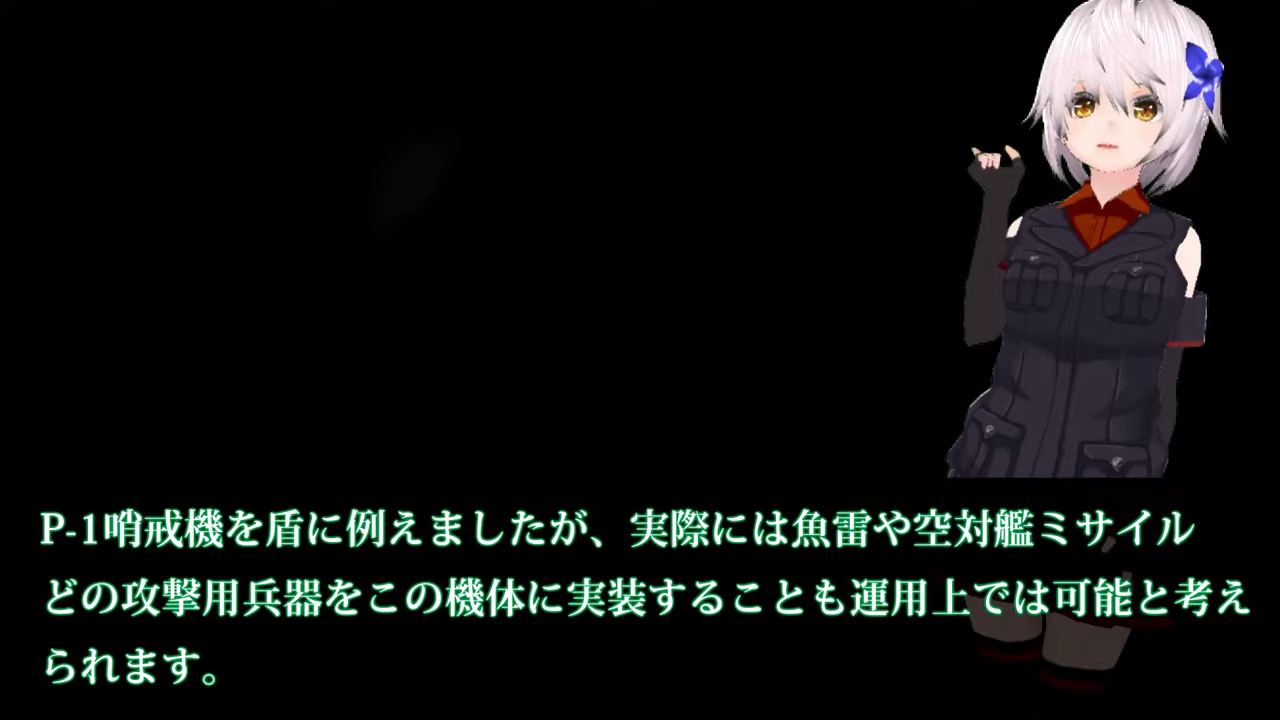 P-1哨戒機を盾に例えましたが、実際には魚雷や空対艦ミサイル
どの攻撃用兵器をこの機体に実装することも運用上では可能と考え
られます。